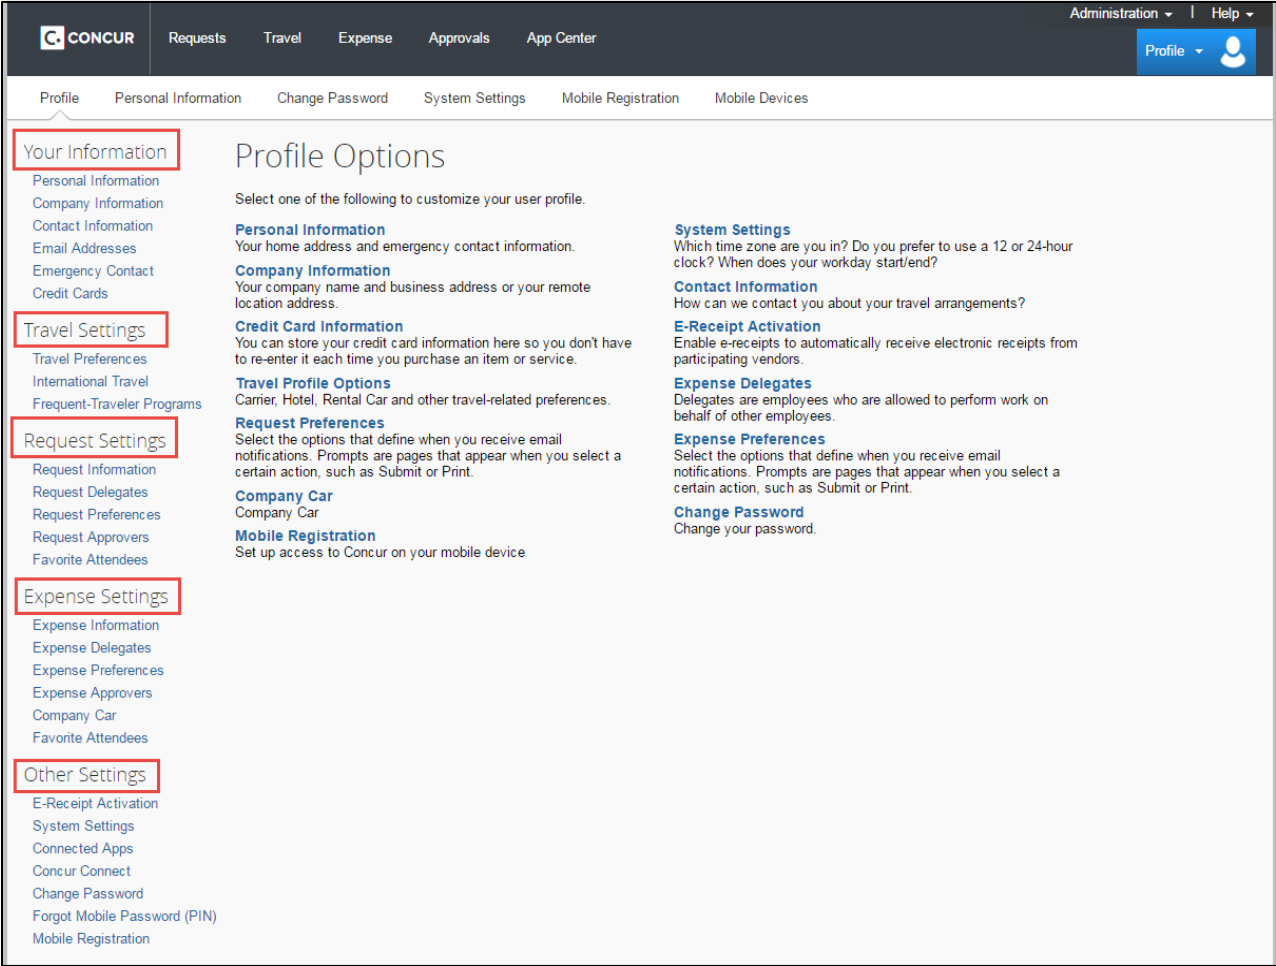 Administration | Help
C. CONCUR Requests Travel Expense Approvals App Center
Profile
Profile Personal Information Change Password System Settings Mobile Registration Mobile Devices
Your Information
Personal Information
Company Information
Contact Information
Email Addresses
Emergency Contact
Credit Cards
Travel Settings
Travel Preferences
International Travel
Frequent-Traveler Programs
Request Settings
Request Information
Request Delegates
Request Preferences
Request Approvers
Favorite Attendees
Expense Settings
Expense Information
Expense Delegates
Expense Preferences
Expense Approvers
Company Car
Favorite Attendees
Other Settings
E-Receipt Activation
System Settings
Connected Apps
Concur Connect
Change Password
Forgot Mobile Password (PIN)
Mobile Registration
Profile Options
Select one of the following to customize your user profile.
Personal Information
Your home address and emergency contact information.
Company Information
Your company name and business address or your remote
location address.
Credit Card Information
You can store your credit card information here so you don't have
to re-enter it each time you purchase an item or service.
Travel Profile Options
Carrier, Hotel, Rental Car and other travel-related preferences.
Request Preferences
Select the options that define when you receive email
notifications. Prompts are pages that appear when you select a
certain action, such as Submit or Print.
Company Car
Company Car
Mobile Registration
Set up access to Concur on your mobile device
System Settings
Which time zone are you in? Do you prefer to use a 12 or 24-hour
clock? When does your workday start/end?
Contact Information
How can we contact you about your travel arrangements?
E-Receipt Activation
Enable e-receipts to automatically receive electronic receipts from
participating vendors.
Expense Delegates
Delegates are employees who are allowed to perform work on
behalf of other employees.
Expense Preferences
Select the options that define when you receive email
notifications. Prompts are pages that appear when you select a
certain action, such as Submit or Print.
Change Password
Change your password.